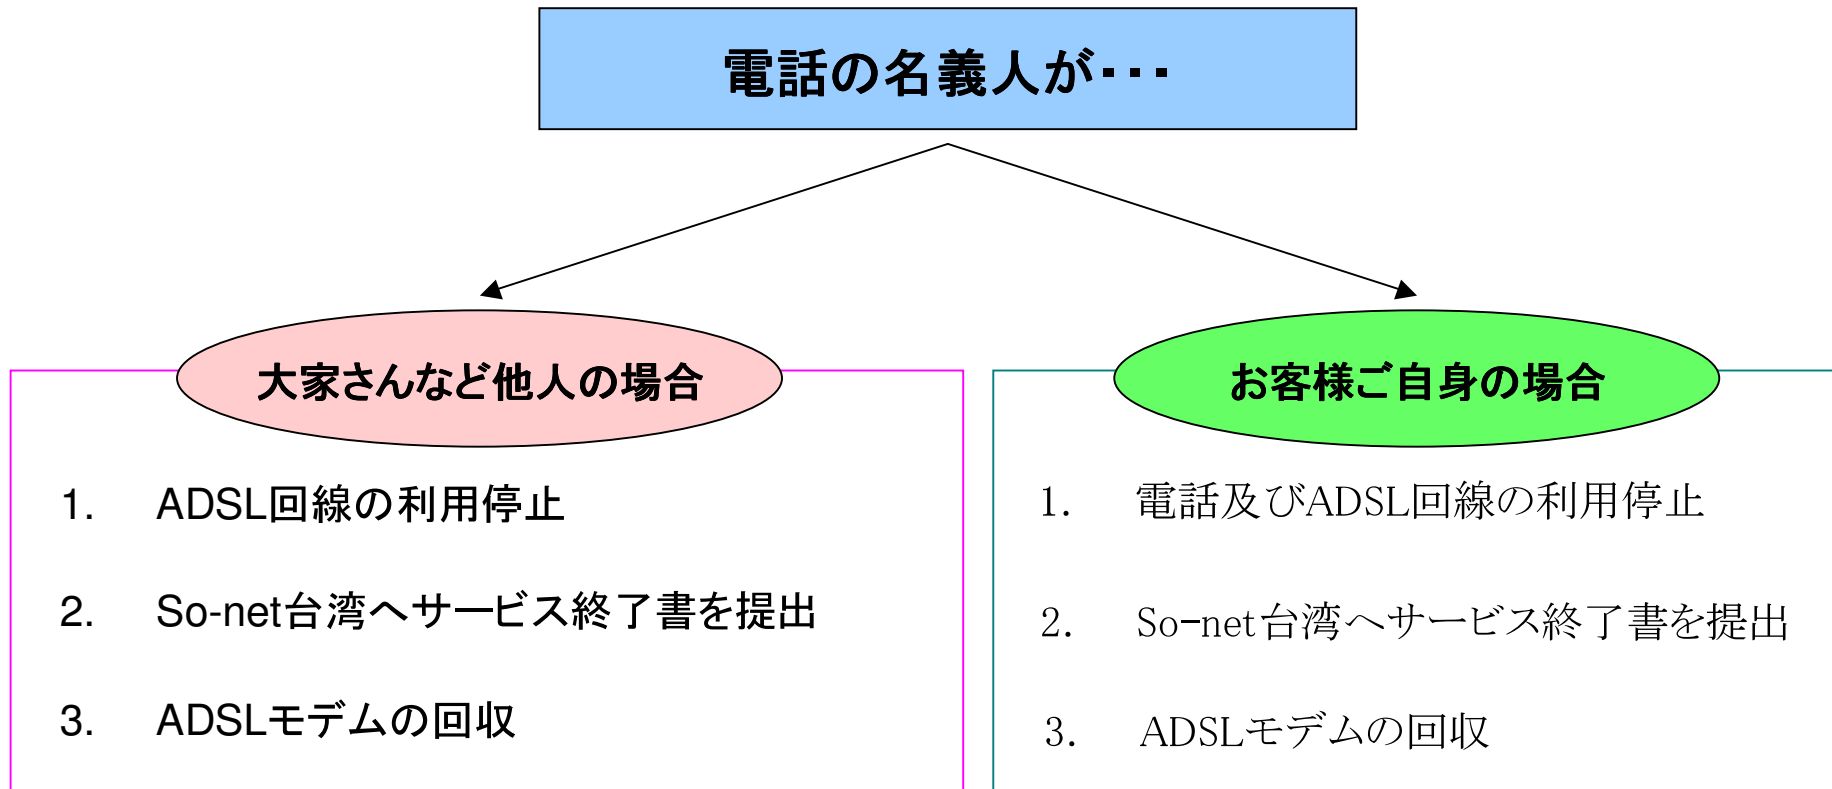 電話の名義人が・・・
大家さんなど他人の場合
1. ADSL回線の利用停止
2. So-net台湾へサービス終了書を提出
3. ADSLモデムの回収
お客様ご自身の場合
1. 電話及びADSL回線の利用停止
2. So-net台湾へサービス終了書を提出
3. ADSLモデムの回収